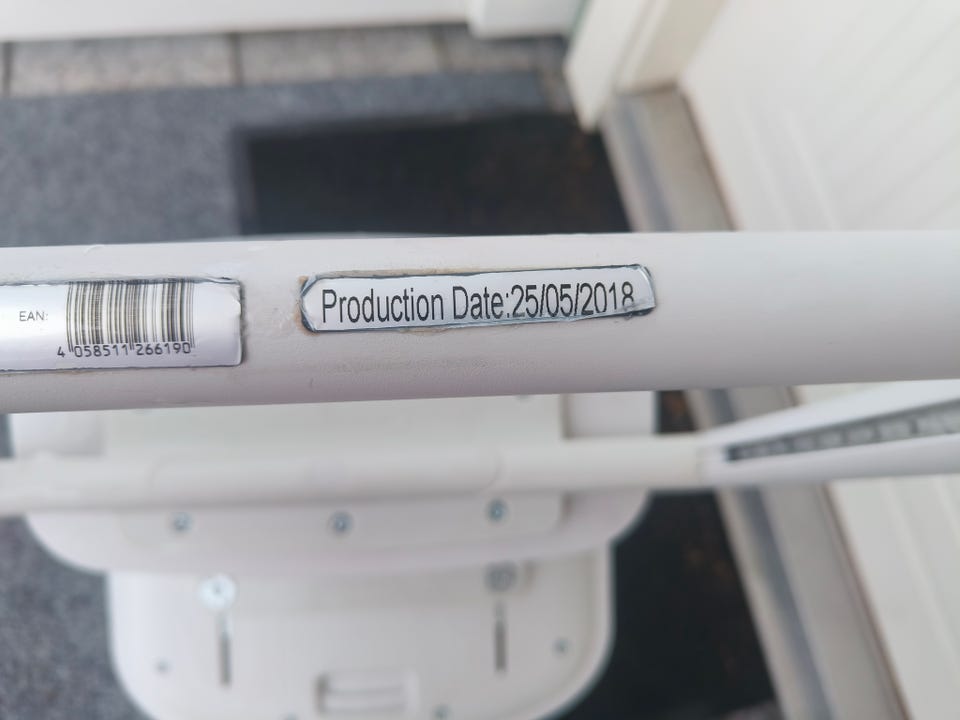 EAN:
4 058511 266190
Production Date:25/05/2018